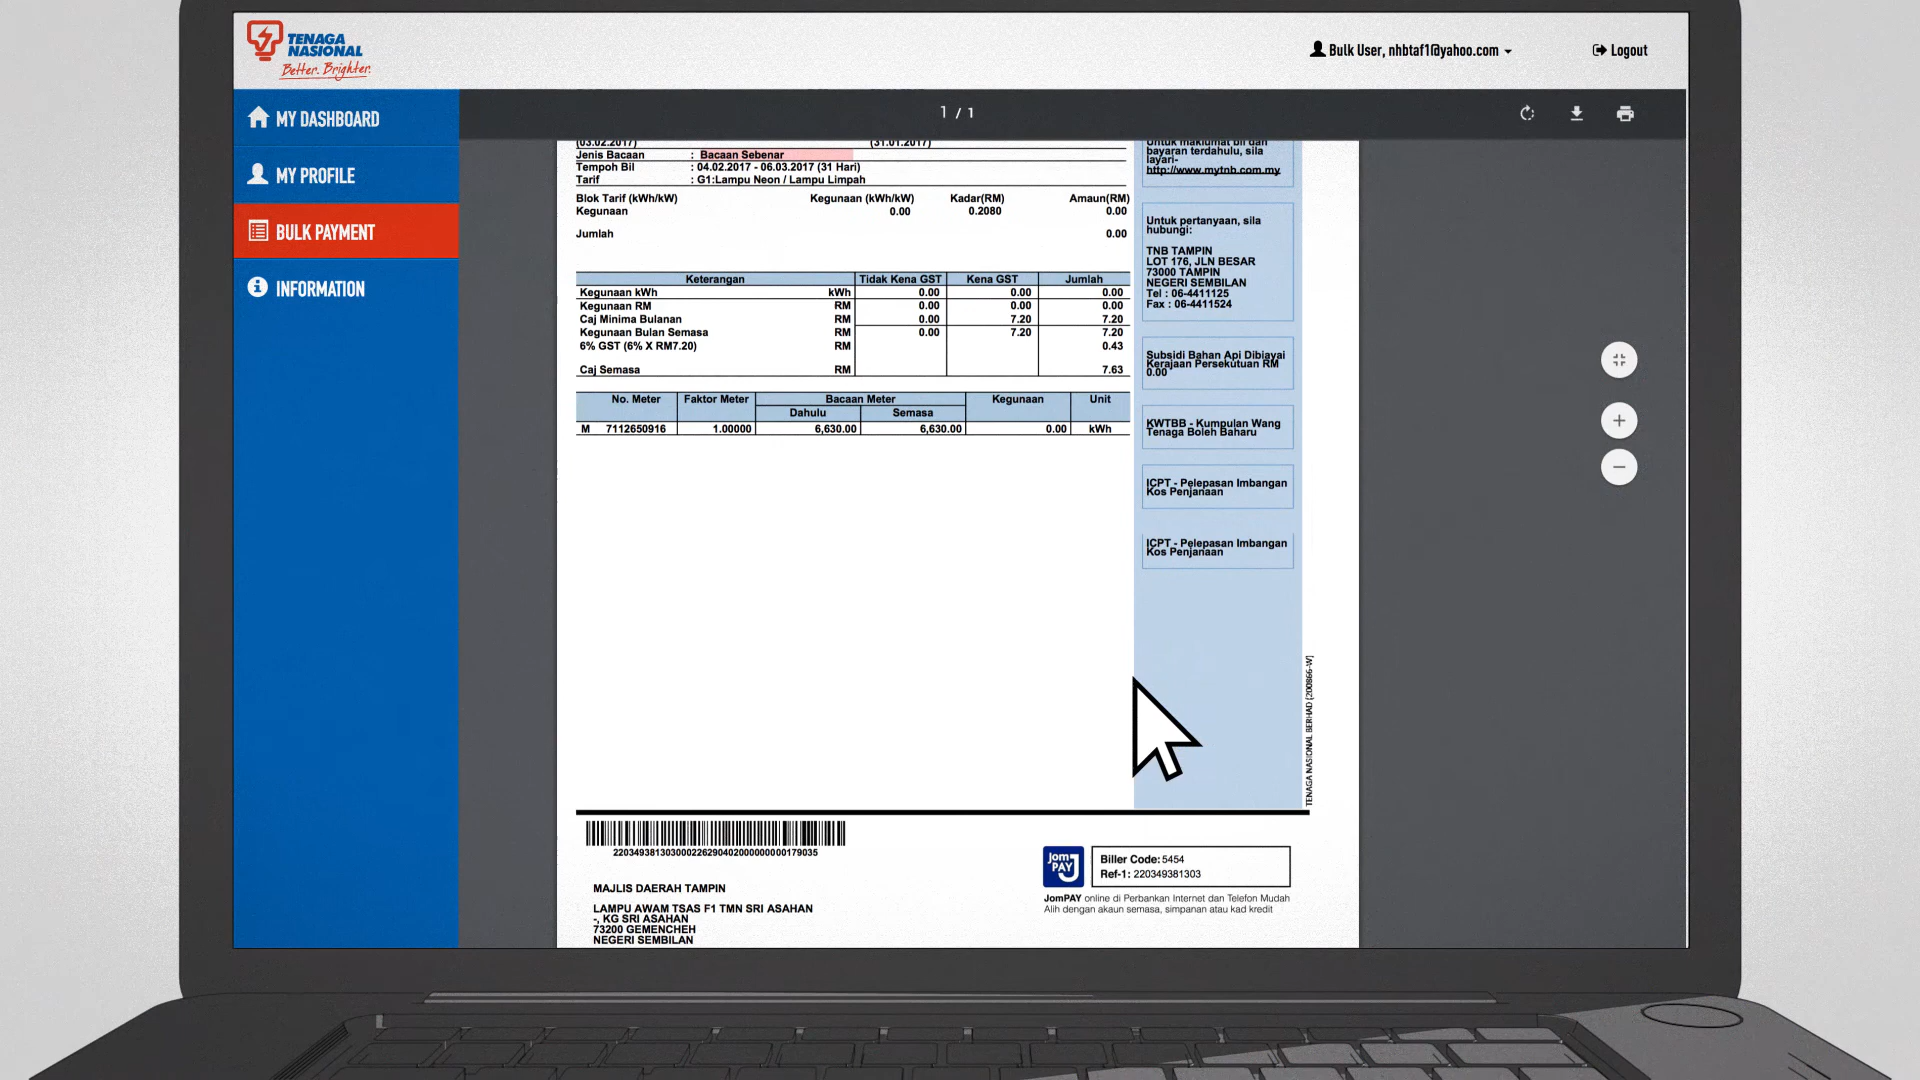 TENAGA
NASIONAL
Better. Brighter.
Bulk User, nhbtaf1@yahoo.com
Logout
MY DASHBOARD
MY PROFILE
BULK PAYMENT
INFORMATION
1 / 1
(03.02.2017) (31.01.2017)
Jenis Bacaan : Bacaan Sebenar
Tempoh Bil : 04.02.2017 - 06.03.2017 (31 Hari)
Tarif : G1:Lampu Neon / Lampu Limpah
Blok Tarif (kWh/kW) Kegunaan (kWh/kW) Kadar(RM) Amaun(RM)
Kegunaan 0.00 0.2080 0.00
Jumlah 0.00
Keterangan Tidak Kena GST Kena GST Jumlah
Kegunaan kWh kWh 0.00 0.00 0.00
Kegunaan RM RM 0.00 0.00 0.00
Caj Minima Bulanan RM 0.00 7.20 7.20
Kegunaan Bulan Semasa RM 0.00 7.20 7.20
6% GST (6% X RM7.20) RM 0.43
Caj Semasa RM 7.63
No. Meter Faktor Meter Bacaan Meter Kegunaan Unit
Dahulu Semasa
M 7112650916 1.00000 6,630.00 6,630.00 0.00 kWh
Untuk maklumat bil dan
bayaran terdahulu, sila
layari-
http://www.mytnb.com.my
Untuk pertanyaan, sila
hubungi:
TNB TAMPIN
LOT 176, JLN BESAR
73000 TAMPIN
NEGERI SEMBILAN
Tel : 06-4411125
Fax : 06-4411524
Subsidi Bahan Api Dibiayai
Kerajaan Persekutuan RM
0.00
KWTBB - Kumpulan Wang
Tenaga Boleh Baharu
ICPT - Pelepasan Imbangan
Kos Penjanaan
ICPT - Pelepasan Imbangan
Kos Penjanaan
TENAGA NASIONAL BERHAD (200866-W)
2203493813030002262904020000000000179035
MAJLIS DAERAH TAMPIN
LAMPU AWAM TSAS F1 TMN SRI ASAHAN
-, KG SRI ASAHAN
73200 GEMENCHEH
NEGERI SEMBILAN
Jom
PAY
Biller Code: 5454
Ref-1: 220349381303
JomPAY online di Perbankan Internet dan Telefon Mudah
Alih dengan akaun semasa, simpanan atau kad kredit